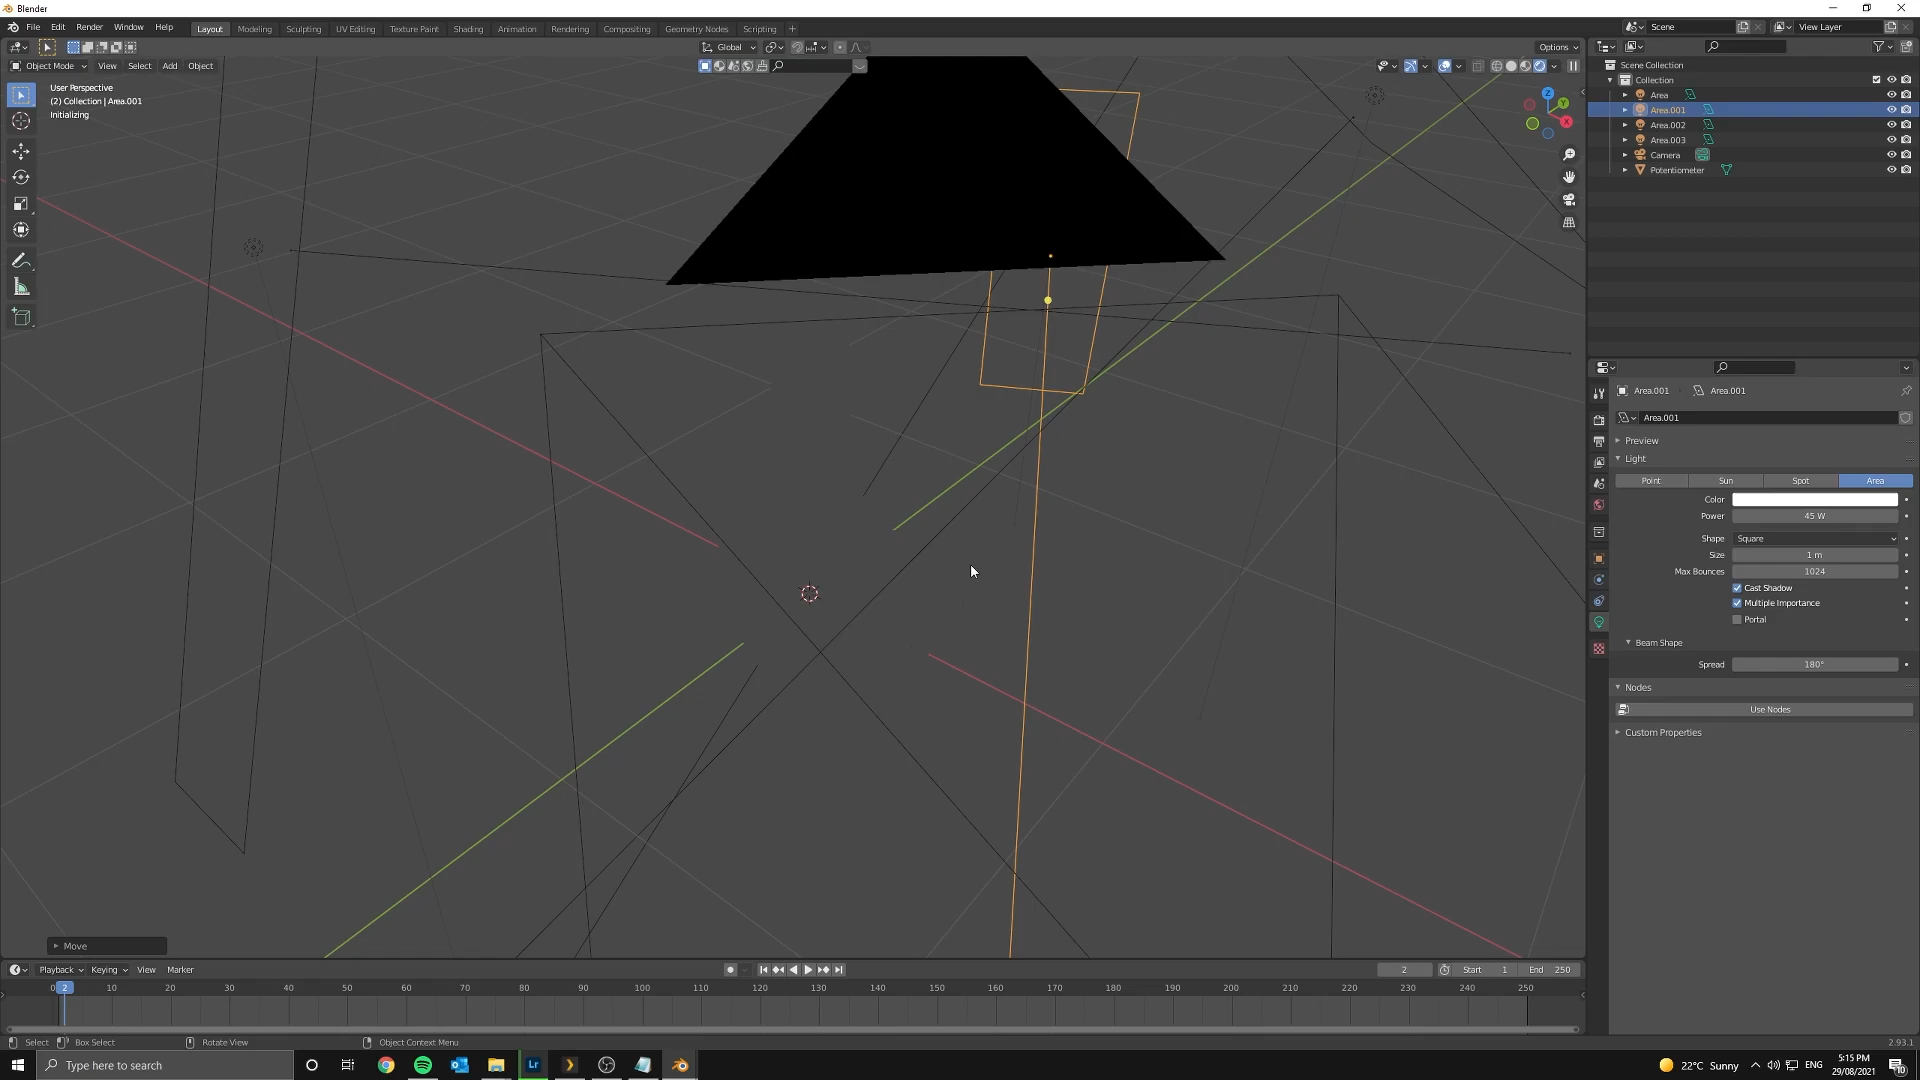 Blender
File Edit Render Window Help
Layout Modeling Sculpting UV Editing Texture Paint Shading Animation Rendering Compositing Geometry Nodes Scripting +
Scene
View Layer
Global
Options
Object Mode View Select Add Object
User Perspective
(2) Collection | Area.001
Initializing
Z
Y
X
Scene Collection
Collection
Area
Area.001
Area.002
Area.003
Camera
Potentiometer
Area.001 Area.001
Area.001
Preview
Light
Point Sun Spot Area
Color
Power 45 W
Shape Square
Size 1 m
Max Bounces 1024
Cast Shadow
Multiple Importance
Portal
Beam Shape
Spread 180°
Nodes
Use Nodes
Custom Properties
Move
Playback Keying View Marker
2 Start 1 End 250
0 2 10 20 30 40 50 60 70 80 90 100 110 120 130 140 150 160 170 180 190 200 210 220 230 240 250
Select Box Select Rotate View Object Context Menu
2.93.1
Type here to search
Lr
22°C Sunny
ENG
5:15 PM
29/08/2021
10